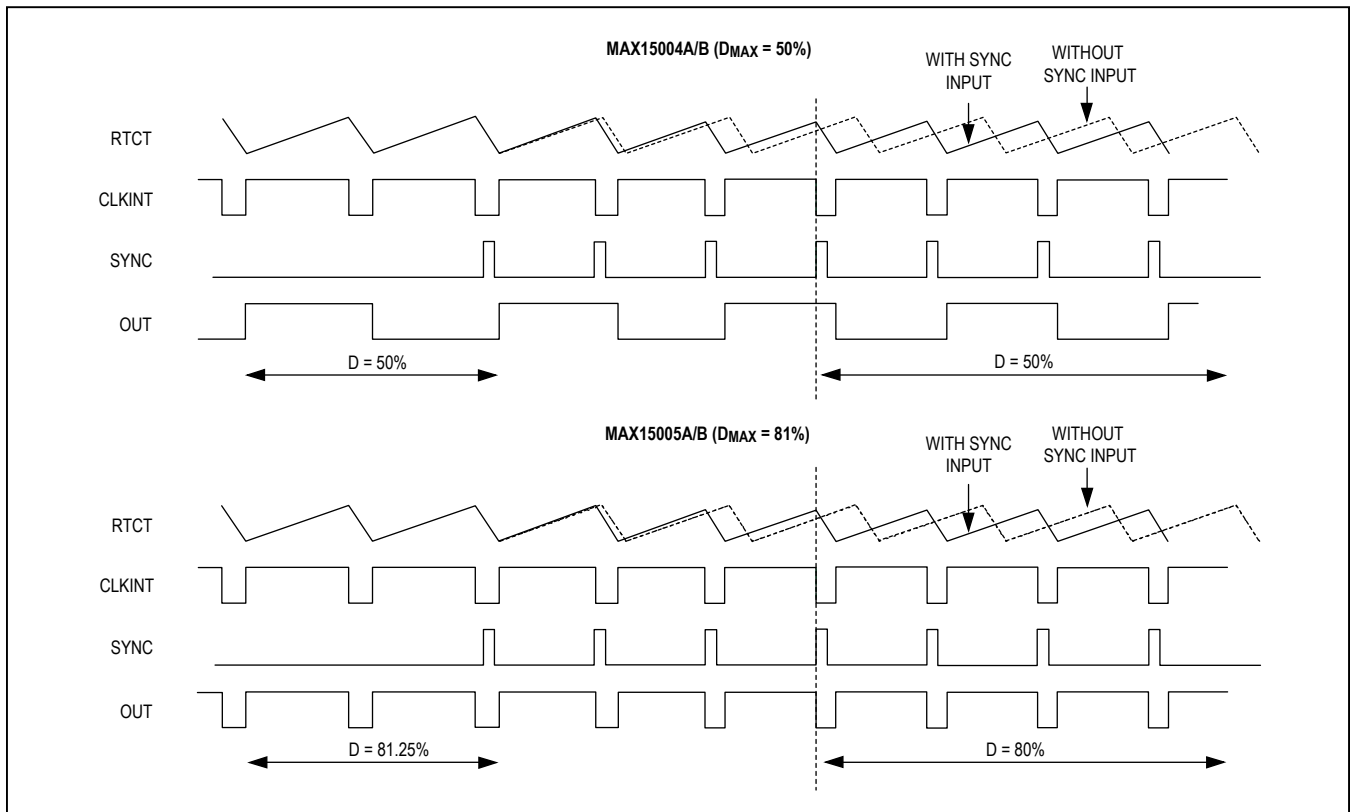 MAX15004A/B (DMAX = 50%)
WITH SYNC
INPUT
WITHOUT
SYNC INPUT
RTCT
CLKINT
SYNC
OUT
D = 50%
D = 50%
MAX15005A/B (DMAX = 81%)
WITH SYNC
INPUT
WITHOUT
SYNC INPUT
RTCT
CLKINT
SYNC
OUT
D = 81.25%
D = 80%